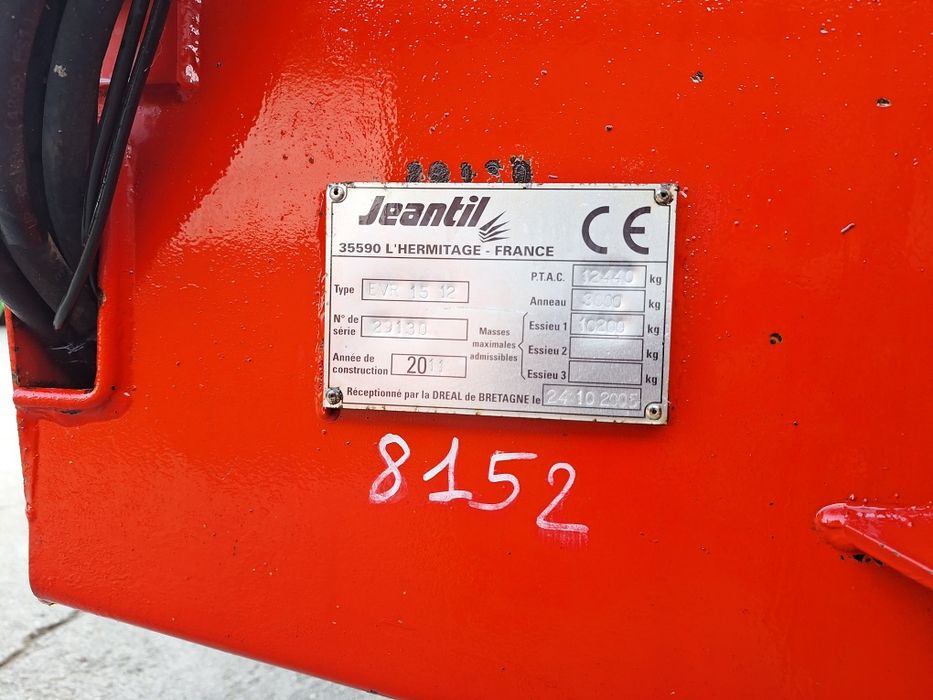 Jeantil
CE
35590 L'HERMITAGE - FRANCE
P.T.A.C. 12440 kg
Type EVR 15 12
Anneau kg
N° de série 29130
Masses maximales admissibles
Essieu 1 10200 kg
Essieu 2 kg
Essieu 3 kg
Année de construction 2011
Réceptionné par la DREAL de BRETAGNE le 24 10
8152